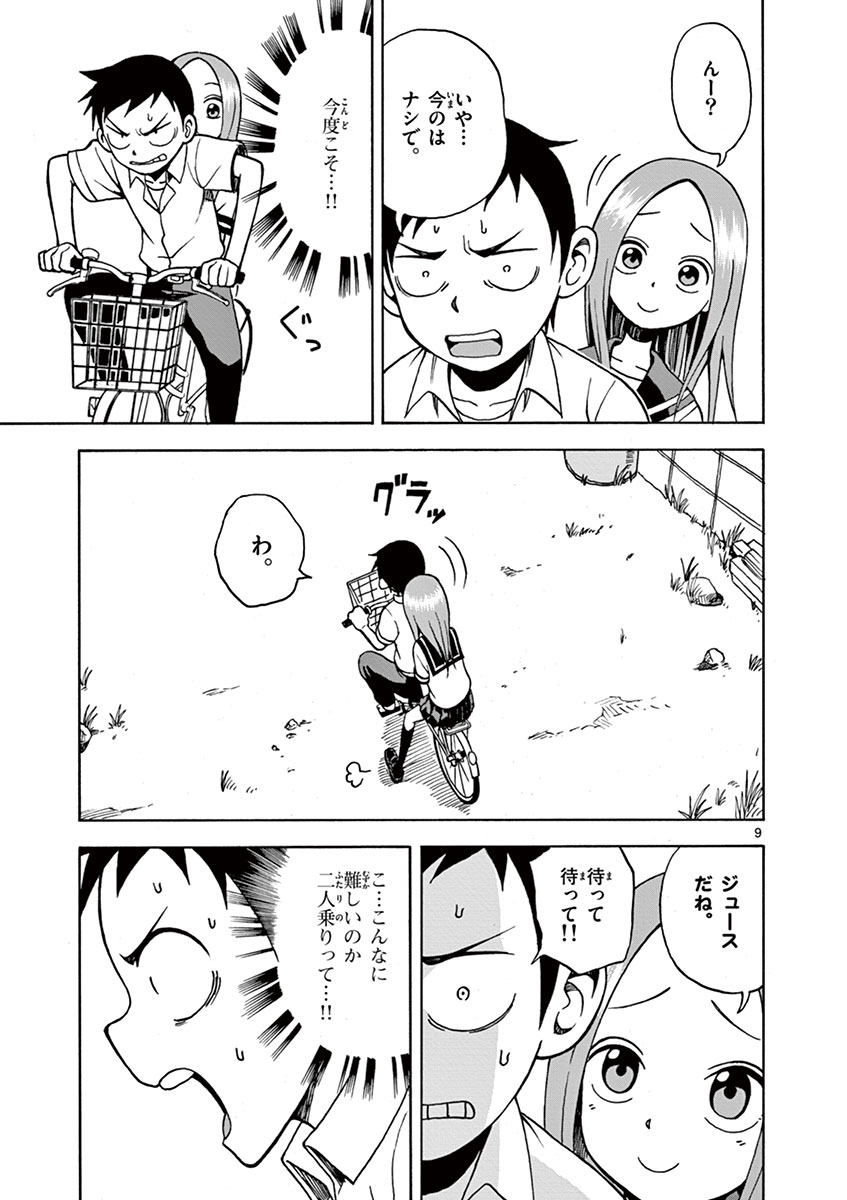 んー？
いや…
今のは
ナシで。
今度こそ…!!
ぐっ
グラッ
わ。
9
ジュース
だね。
待って
待って!!
こ…こんなに
難しいのか
二人乗りって…!!